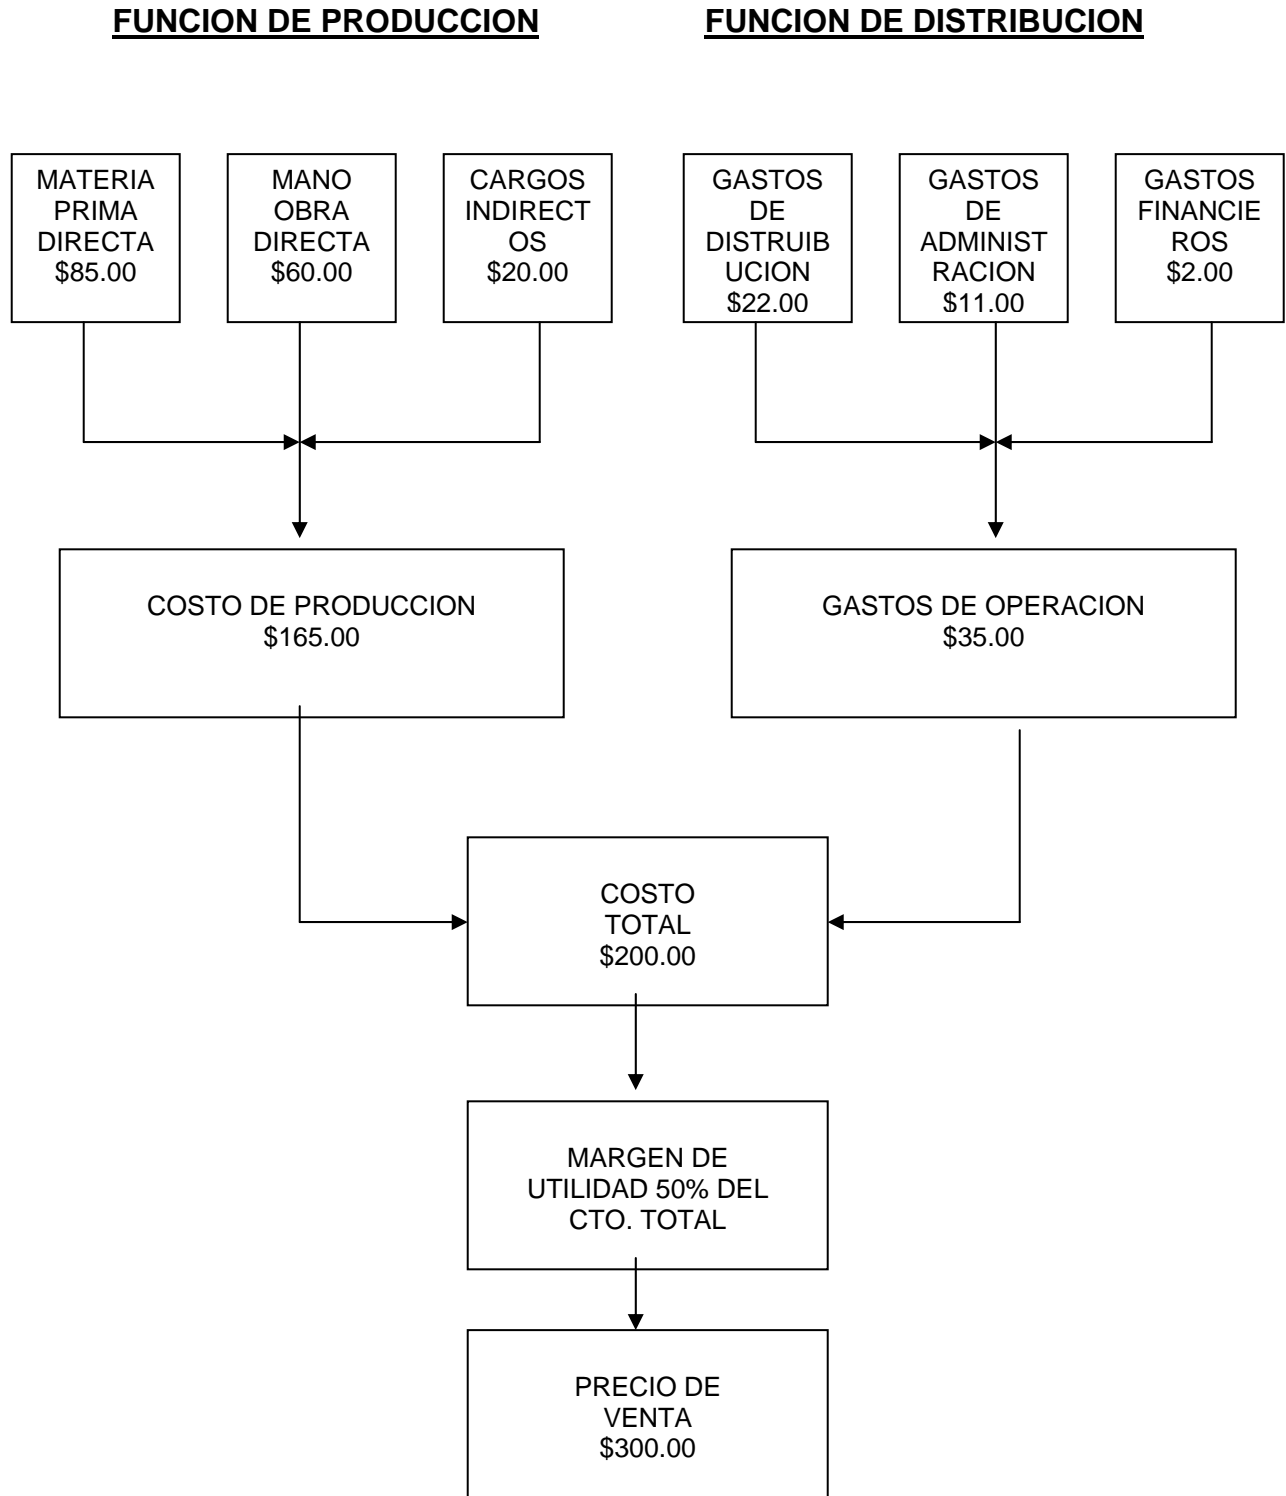 FUNCION DE PRODUCCION
FUNCION DE DISTRIBUCION
MATERIA
PRIMA
DIRECTA
$85.00
MANO
OBRA
DIRECTA
$60.00
CARGOS
INDIRECT
OS
$20.00
GASTOS
DE
DISTRUIB
UCION
$22.00
GASTOS
DE
ADMINIST
RACION
$11.00
GASTOS
FINANCIE
ROS
$2.00
COSTO DE PRODUCCION
$165.00
GASTOS DE OPERACION
$35.00
COSTO
TOTAL
$200.00
MARGEN DE
UTILIDAD 50% DEL
CTO. TOTAL
PRECIO DE
VENTA
$300.00